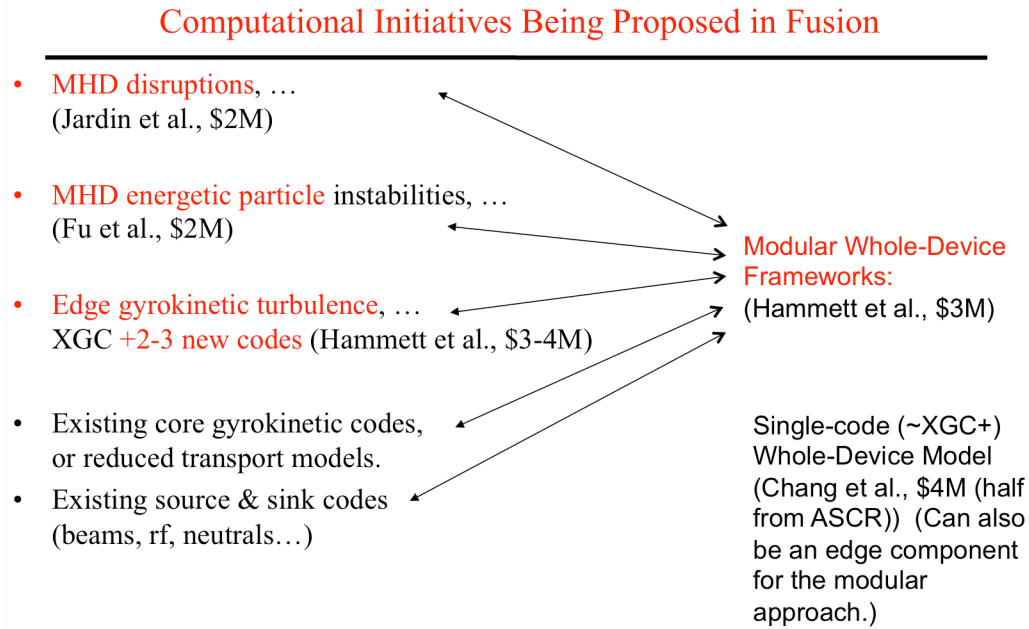 Computational Initiatives Being Proposed in Fusion
• MHD disruptions, …
(Jardin et al., $2M)
• MHD energetic particle instabilities, …
(Fu et al., $2M)
• Edge gyrokinetic turbulence, …
XGC +2-3 new codes (Hammett et al., $3-4M)
• Existing core gyrokinetic codes,
or reduced transport models.
• Existing source & sink codes
(beams, rf, neutrals…)
Modular Whole-Device
Frameworks:
(Hammett et al., $3M)
Single-code (~XGC+)
Whole-Device Model
(Chang et al., $4M (half
from ASCR)) (Can also
be an edge component
for the modular
approach.)